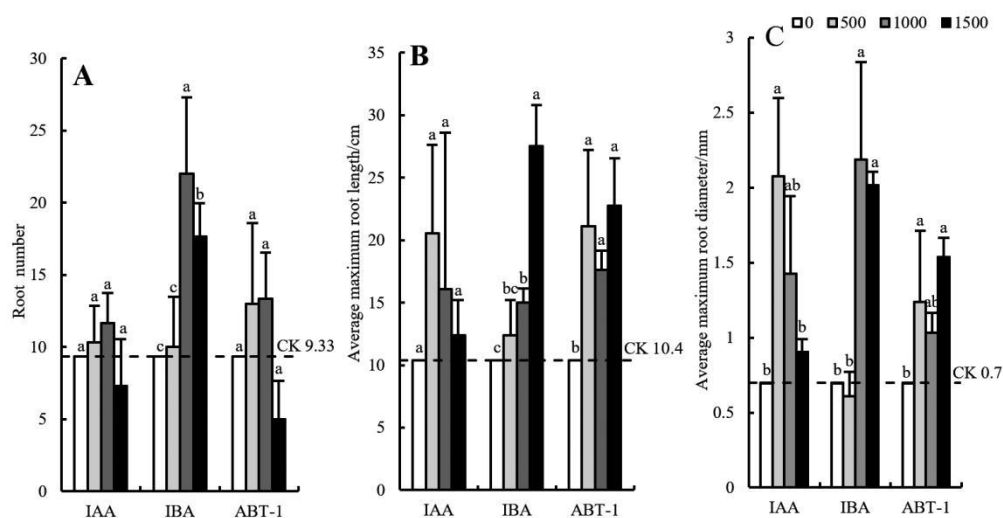 A
Root number
30
25
20
15
10
5
0
a a a a
c c a b
a a a a
CK 9.33
IAA IBA ABT-1
B
Average maximum root length/cm
35
30
25
20
15
10
5
0
a a a a
c bc b a
b a a a
CK 10.4
IAA IBA ABT-1
C
0 500 1000 1500
Average maximum root diameter/mm
3
2.5
2
1.5
1
0.5
0
b a ab b
b b a a
b a ab a
CK 0.7
IAA IBA ABT-1